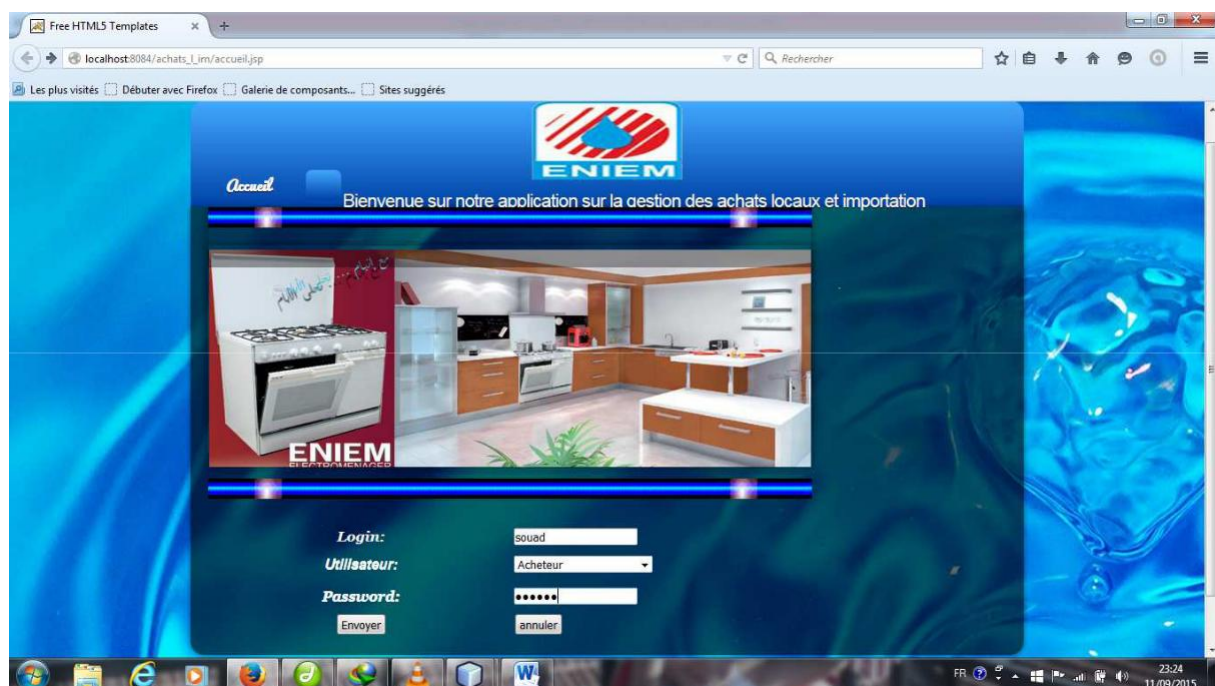 Free HTML5 Templates
localhost:8084/achats_l_im/accueil.jsp
Rechercher
Les plus visités Débuter avec Firefox Galerie de composants... Sites suggérés
ENIEM
Accueil
Bienvenue sur notre application sur la gestion des achats locaux et importation
ENIEM
ELECTROMENAGER
Login: souad
Utilisateur: Acheteur
Password: ••••••
Envoyer annuler
FR 23:24
11/09/2015